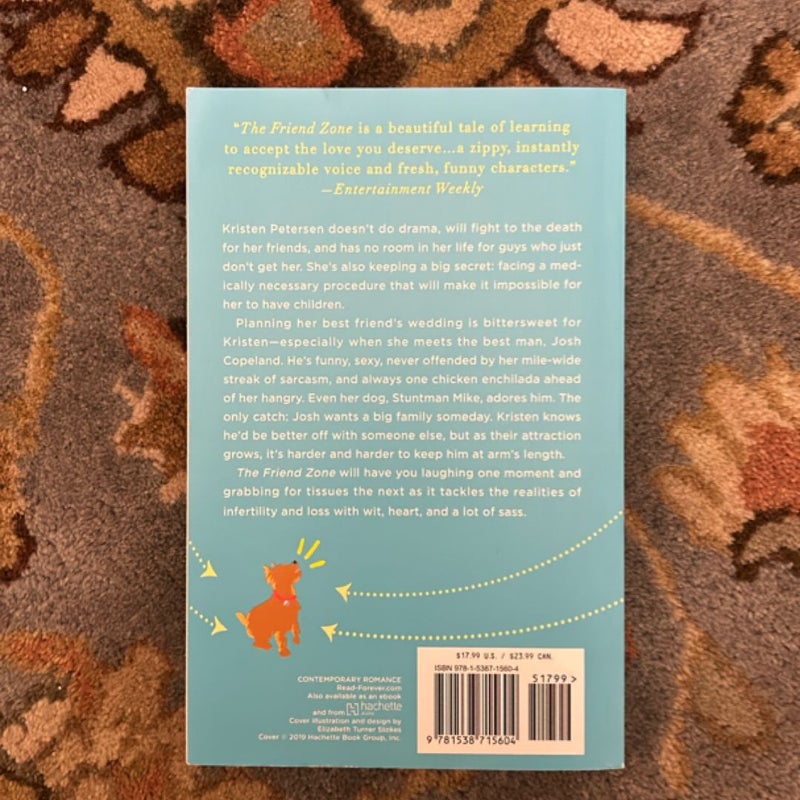 "The Friend Zone is a beautiful tale of learning
to accept the love you deserve...a zippy, instantly
recognizable voice and fresh, funny characters."
—Entertainment Weekly
Kristen Petersen doesn't do drama, will fight to the death
for her friends, and has no room in her life for guys who just
don't get her. She's also keeping a big secret: facing a med-
ically necessary procedure that will make it impossible for
her to have children.
Planning her best friend's wedding is bittersweet for
Kristen—especially when she meets the best man, Josh
Copeland. He's funny, sexy, never offended by her mile-wide
streak of sarcasm, and always one chicken enchilada ahead
of her hangry. Even her dog, Stuntman Mike, adores him. The
only catch: Josh wants a big family someday. Kristen knows
he'd be better off with someone else, but as their attraction
grows, it's harder and harder to keep him at arm's length.
The Friend Zone will have you laughing one moment and
grabbing for tissues the next as it tackles the realities of
infertility and loss with wit, heart, and a lot of sass.
CONTEMPORARY ROMANCE
Read-Forever.com
Also available as an ebook
and from hachette
Cover illustration and design by
Elizabeth Turner Stokes
Cover © 2019 Hachette Book Group, Inc.
$17.99 U.S. / $23.99 CAN.
ISBN 978-1-5387-1560-4
51799>
9 781538 715604